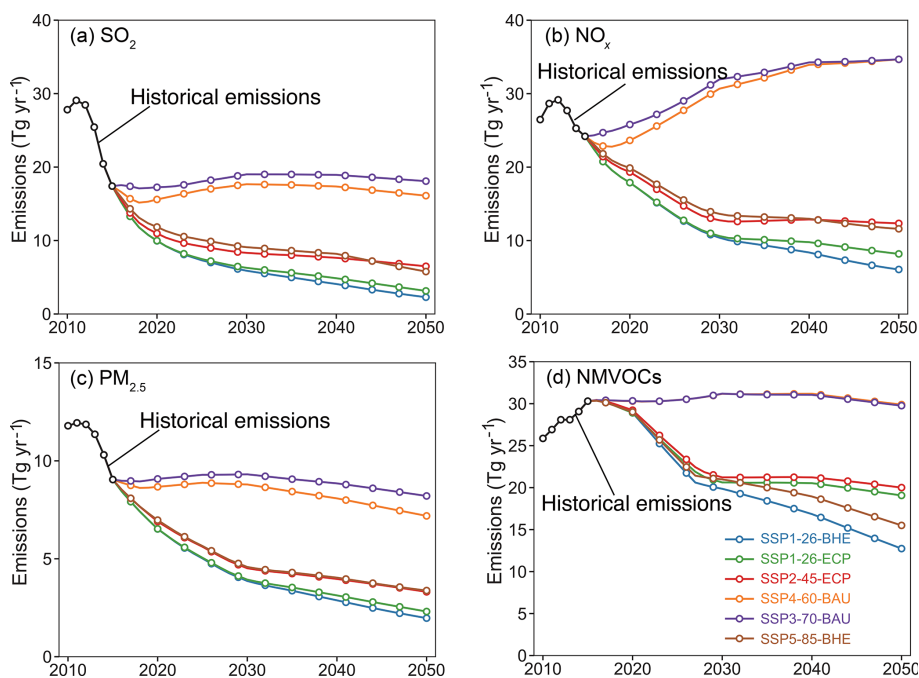 (a) SO2
Historical emissions
Emissions (Tg yr−1)
40
30
20
10
0
2010 2020 2030 2040 2050
(b) NOx
Historical emissions
Emissions (Tg yr−1)
40
30
20
10
0
2010 2020 2030 2040 2050
(c) PM2.5
Historical emissions
Emissions (Tg yr−1)
15
10
5
0
2010 2020 2030 2040 2050
(d) NMVOCs
Historical emissions
Emissions (Tg yr−1)
35
30
25
20
15
10
5
0
SSP1-26-BHE
SSP1-26-ECP
SSP2-45-ECP
SSP4-60-BAU
SSP3-70-BAU
SSP5-85-BHE
2010 2020 2030 2040 2050